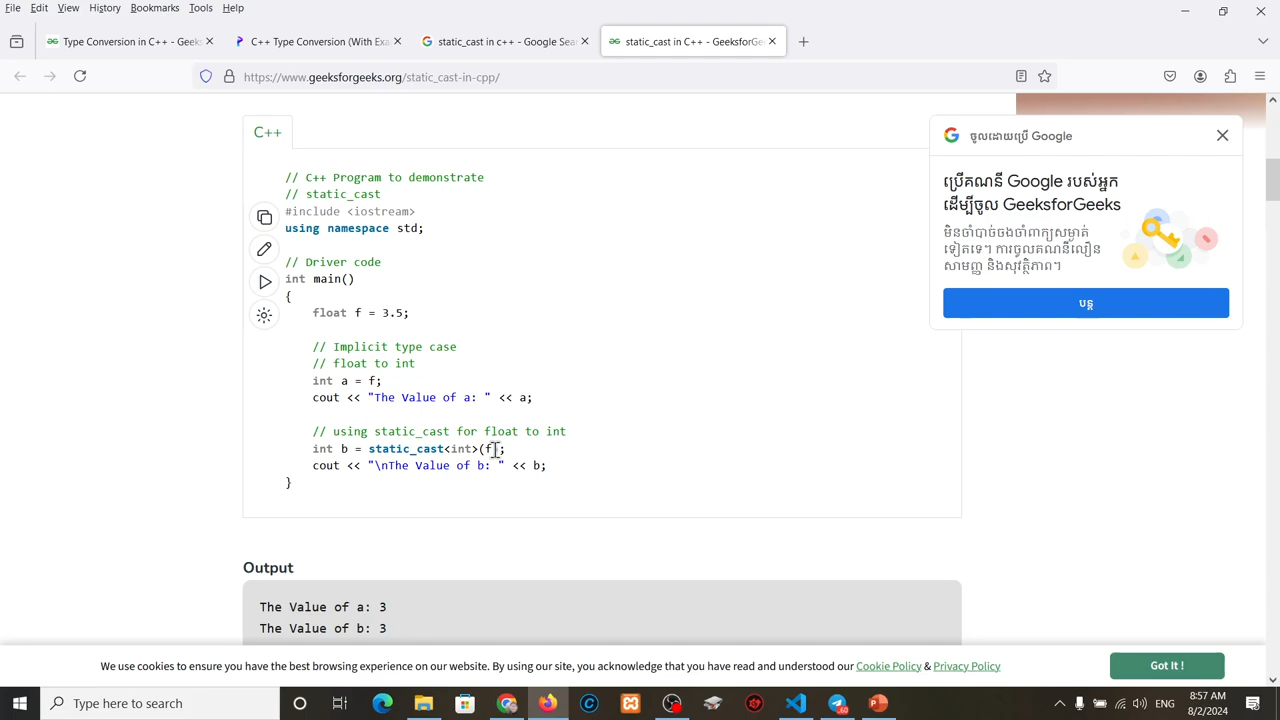 File Edit View History Bookmarks Tools Help
Type Conversion in C++ - Geeks
C++ Type Conversion (With Exa
static_cast in c++ - Google Sea
static_cast in C++ - GeeksforGe
https://www.geeksforgeeks.org/static_cast-in-cpp/
C++
// C++ Program to demonstrate
// static_cast
#include <iostream>
using namespace std;
// Driver code
int main()
{
float f = 3.5;
// Implicit type case
// float to int
int a = f;
cout << "The Value of a: " << a;
// using static_cast for float to int
int b = static_cast<int>(f);
cout << "\nThe Value of b: " << b;
}
Output
The Value of a: 3
The Value of b: 3
ចូលដោយប្រើ Google
ប្រើគណនី Google របស់អ្នក
ដើម្បីចូល GeeksforGeeks
មិនចាំបាច់ចងចាំពាក្យសម្ងាត់
ទៀតទេ។ ការចូលគណនីលឿន
សាមញ្ញ និងសុវត្ថិភាព។
បន្ត
We use cookies to ensure you have the best browsing experience on our website. By using our site, you acknowledge that you have read and understood our Cookie Policy & Privacy Policy
Got It !
Type here to search
60
ENG
8:57 AM
8/2/2024